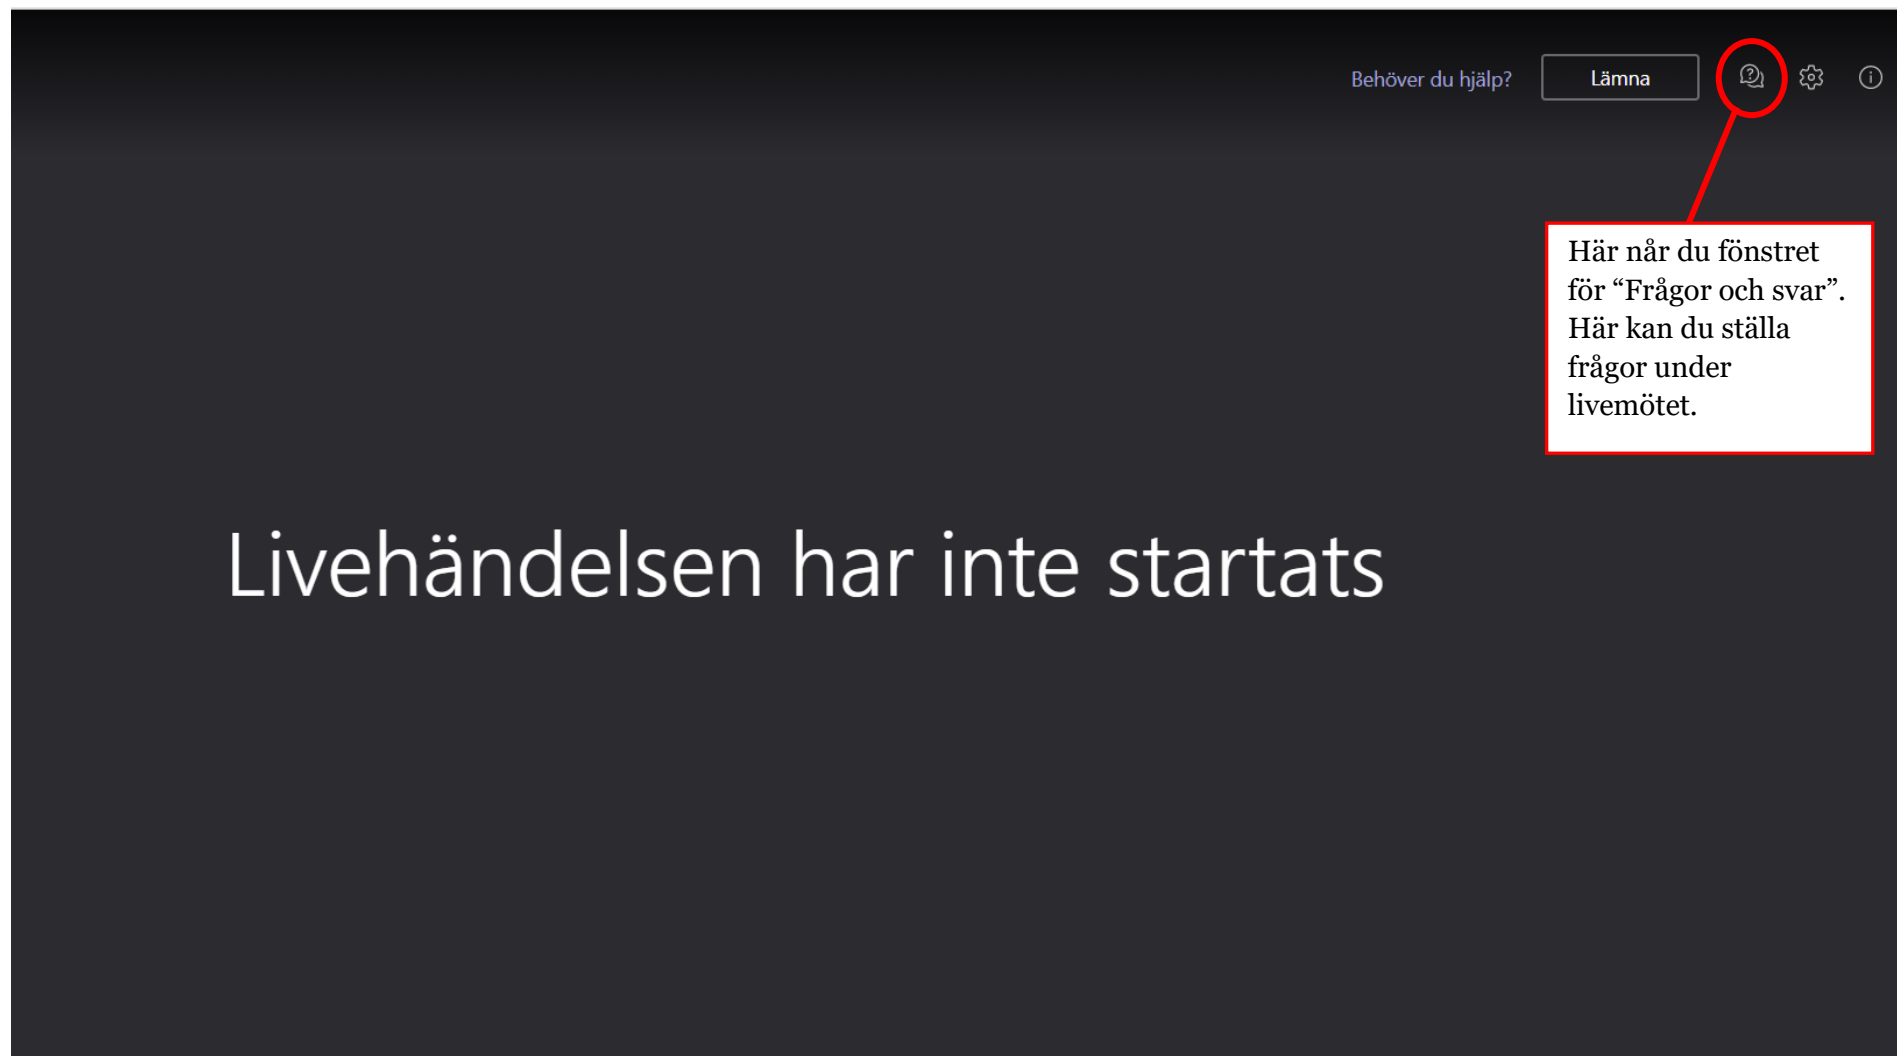 Behöver du hjälp? Lämna
Här når du fönstret
för “Frågor och svar”.
Här kan du ställa
frågor under
livemötet.
Livehändelsen har inte startats